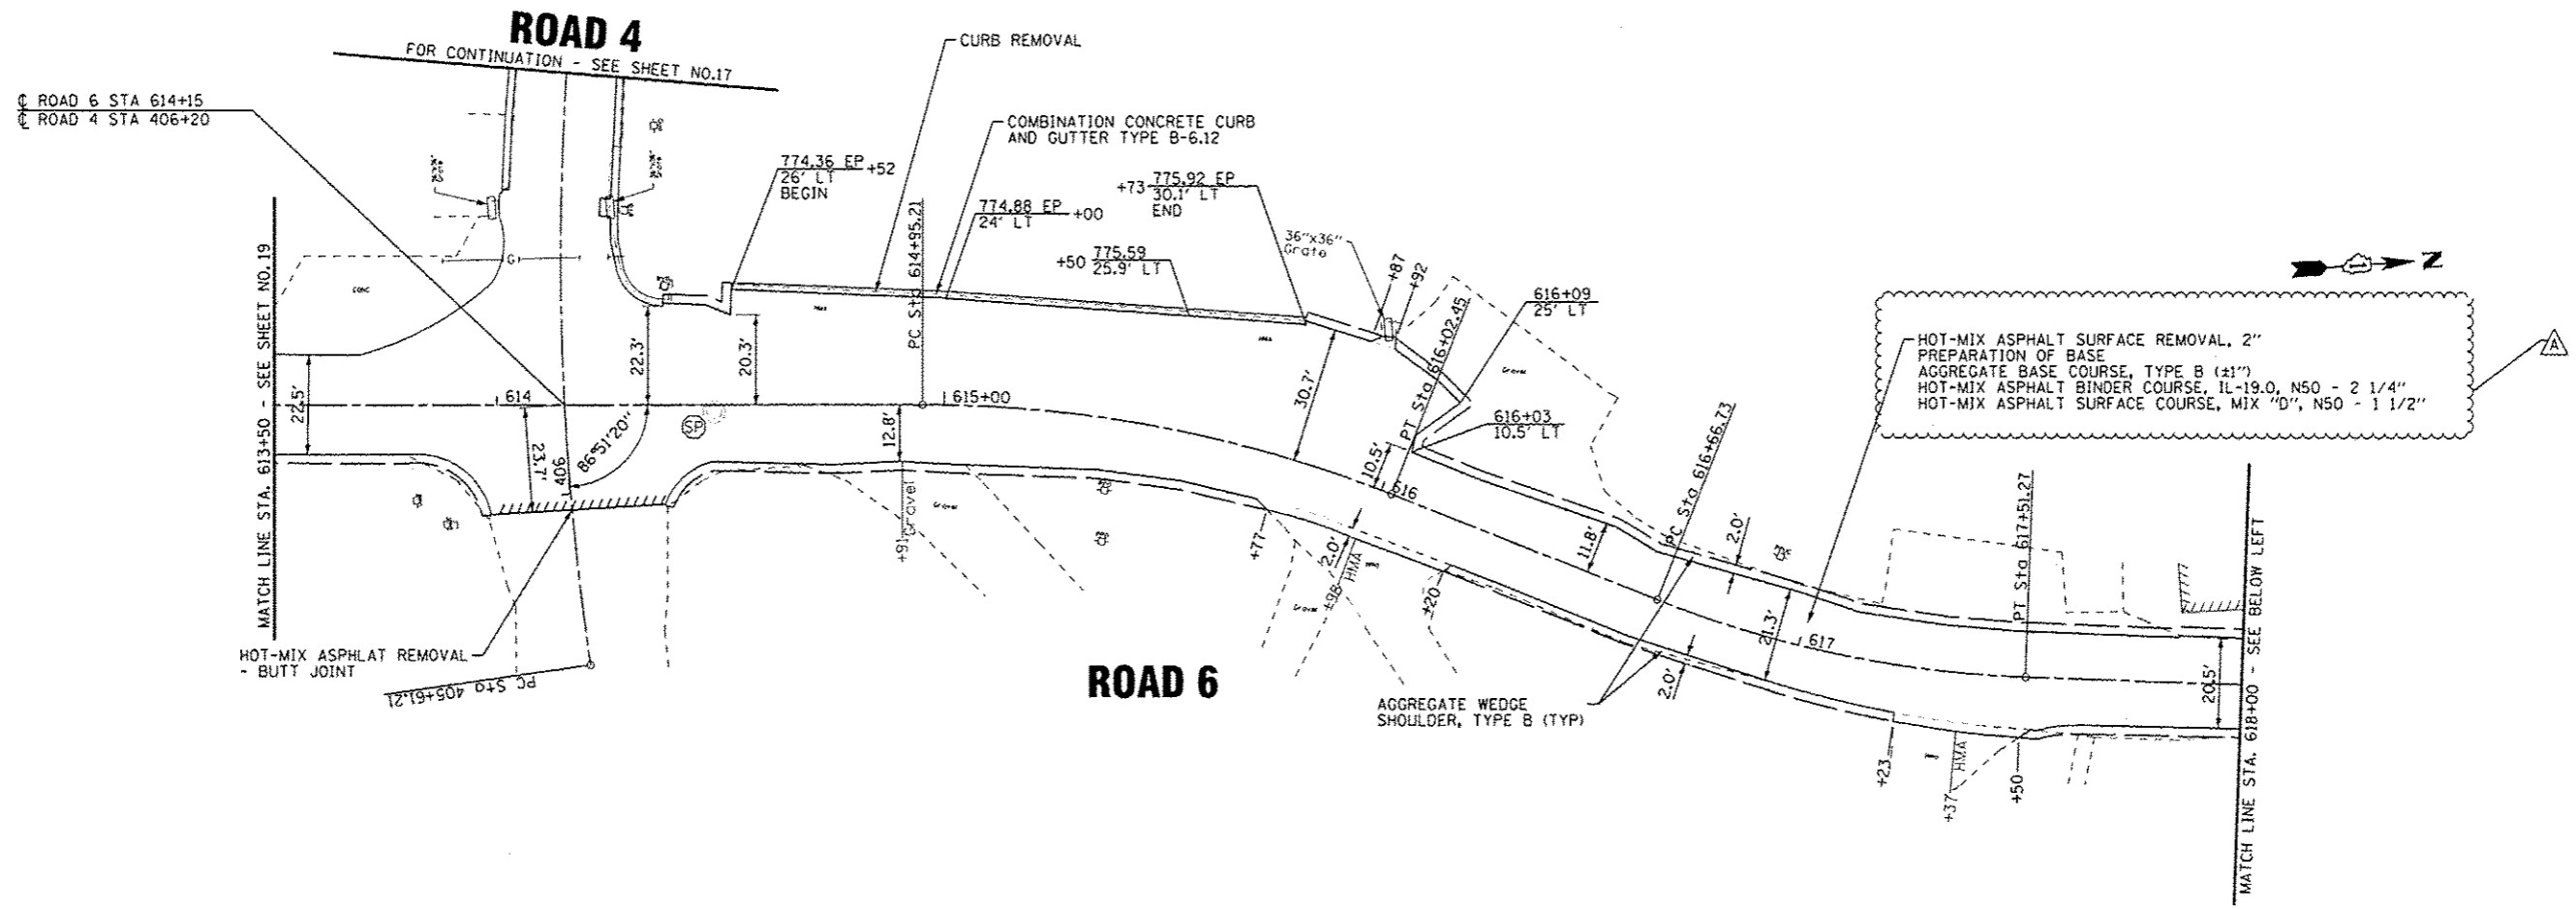 ROAD 4
FOR CONTINUATION - SEE SHEET NO.17
CURB REMOVAL
℄ ROAD 6 STA 614+15
℄ ROAD 4 STA 406+20
COMBINATION CONCRETE CURB
AND GUTTER TYPE B-6.12
774.36 EP +52
26' LT
BEGIN
774.88 EP +00
24' LT
+73 775.92 EP
30.1' LT
END
+50 775.59
25.9' LT
36"x36"
Grate
+87
+92
616+09
25' LT
616+03
10.5' LT
PC Sta 614+95.21
PT Sta 616+02.45
PC Sta 616+66.73
PT Sta 617+51.27
N
HOT-MIX ASPHALT SURFACE REMOVAL, 2"
PREPARATION OF BASE
AGGREGATE BASE COURSE, TYPE B (±1")
HOT-MIX ASPHALT BINDER COURSE, IL-19.0, N50 - 2 1/4"
HOT-MIX ASPHALT SURFACE COURSE, MIX "D", N50 - 1 1/2"
A
MATCH LINE STA. 613+50 - SEE SHEET NO.19
CONC
G
22.5'
614
23.7'
406
86°51'20"
22.3'
20.3'
SP
12.8'
615+00
30.7'
10.5'
616
11.8'
2.0'
21.3'
617
20.5'
+91
Gravel
Gravel
Gravel
Gravel
+77
2.0'
+98
HMA
+20
2.0'
+23
+37
HMA
+50
HOT-MIX ASPHLAT REMOVAL
- BUTT JOINT
PC Sta 405+61.21
ROAD 6
AGGREGATE WEDGE
SHOULDER, TYPE B (TYP)
MATCH LINE STA. 618+00 - SEE BELOW LEFT